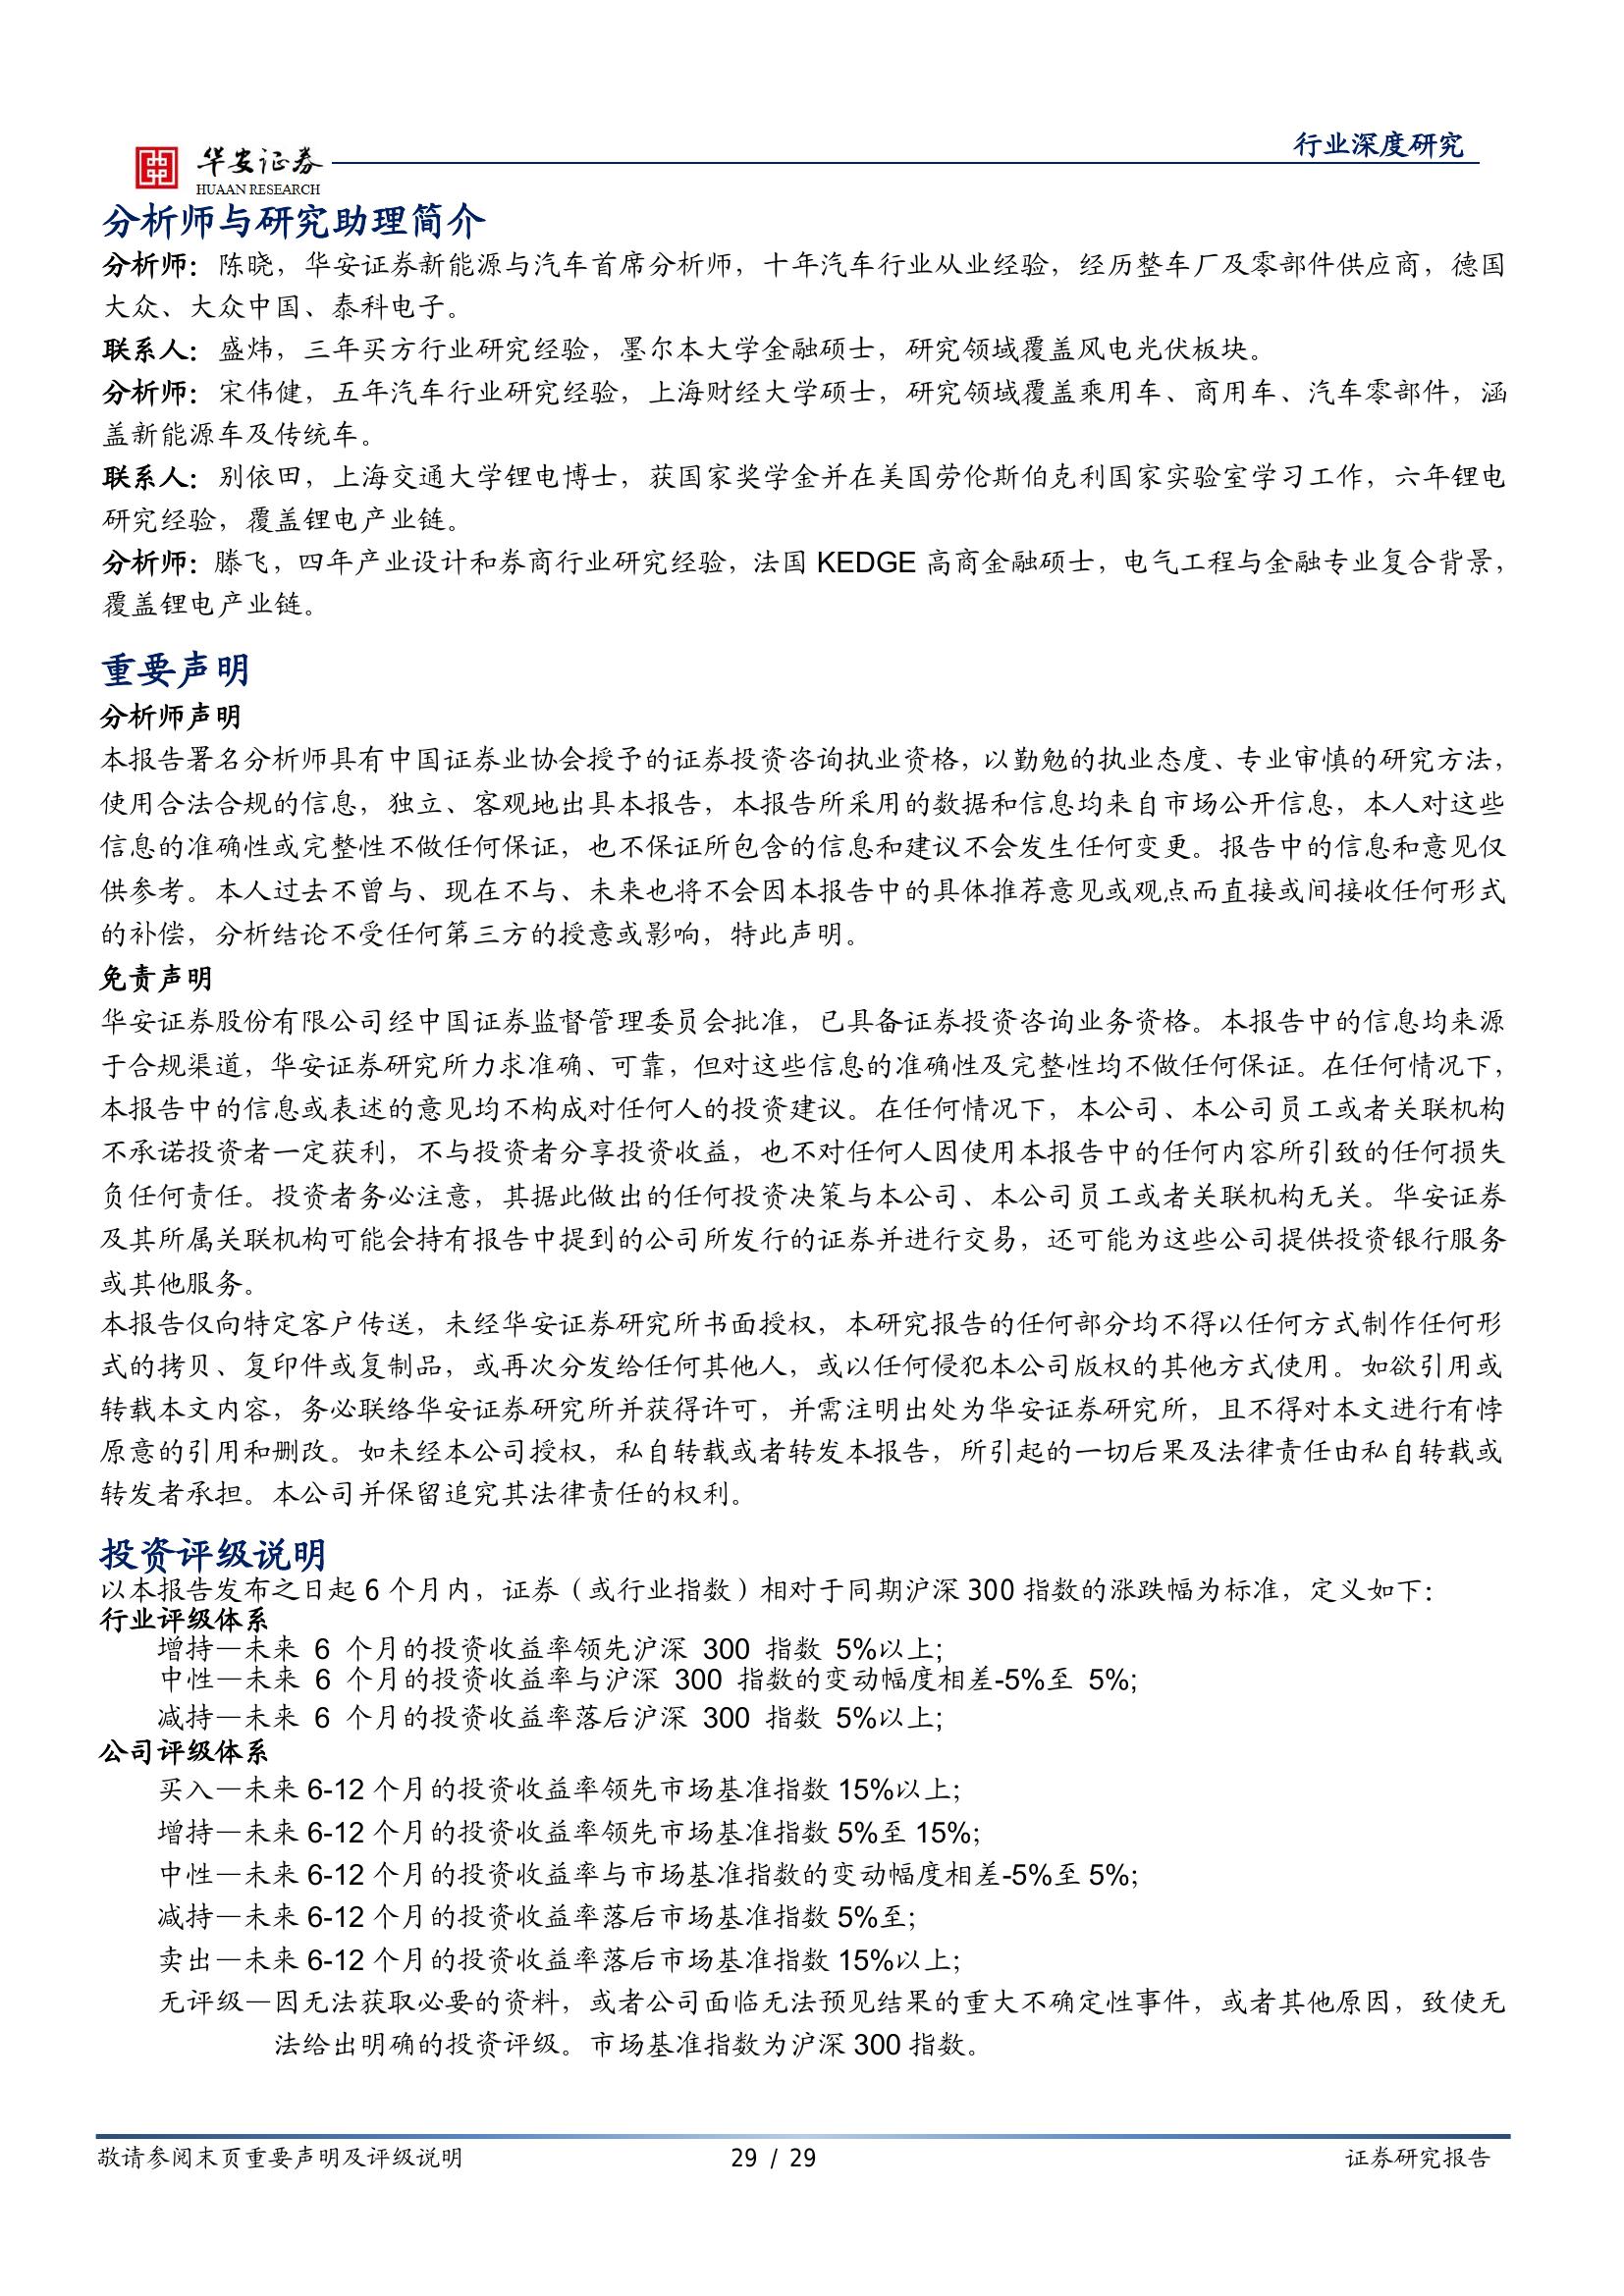 行业深度研究
华安证券
HUAAN RESEARCH
分析师与研究助理简介
分析师：陈晓，华安证券新能源与汽车首席分析师，十年汽车行业从业经验，经历整车厂及零部件供应商，德国
大众、大众中国、泰科电子。
联系人：盛炜，三年买方行业研究经验，墨尔本大学金融硕士，研究领域覆盖风电光伏板块。
分析师：宋伟健，五年汽车行业研究经验，上海财经大学硕士，研究领域覆盖乘用车、商用车、汽车零部件，涵
盖新能源车及传统车。
联系人：别依田，上海交通大学锂电博士，获国家奖学金并在美国劳伦斯伯克利国家实验室学习工作，六年锂电
研究经验，覆盖锂电产业链。
分析师：滕飞，四年产业设计和券商行业研究经验，法国 KEDGE 高商金融硕士，电气工程与金融专业复合背景，
覆盖锂电产业链。
重要声明
分析师声明
本报告署名分析师具有中国证券业协会授予的证券投资咨询执业资格，以勤勉的执业态度、专业审慎的研究方法，
使用合法合规的信息，独立、客观地出具本报告，本报告所采用的数据和信息均来自市场公开信息，本人对这些
信息的准确性或完整性不做任何保证，也不保证所包含的信息和建议不会发生任何变更。报告中的信息和意见仅
供参考。本人过去不曾与、现在不与、未来也将不会因本报告中的具体推荐意见或观点而直接或间接收任何形式
的补偿，分析结论不受任何第三方的授意或影响，特此声明。
免责声明
华安证券股份有限公司经中国证券监督管理委员会批准，已具备证券投资咨询业务资格。本报告中的信息均来源
于合规渠道，华安证券研究所力求准确、可靠，但对这些信息的准确性及完整性均不做任何保证。在任何情况下，
本报告中的信息或表述的意见均不构成对任何人的投资建议。在任何情况下，本公司、本公司员工或者关联机构
不承诺投资者一定获利，不与投资者分享投资收益，也不对任何人因使用本报告中的任何内容所引致的任何损失
负任何责任。投资者务必注意，其据此做出的任何投资决策与本公司、本公司员工或者关联机构无关。华安证券
及其所属关联机构可能会持有报告中提到的公司所发行的证券并进行交易，还可能为这些公司提供投资银行服务
或其他服务。
本报告仅向特定客户传送，未经华安证券研究所书面授权，本研究报告的任何部分均不得以任何方式制作任何形
式的拷贝、复印件或复制品，或再次分发给任何其他人，或以任何侵犯本公司版权的其他方式使用。如欲引用或
转载本文内容，务必联络华安证券研究所并获得许可，并需注明出处为华安证券研究所，且不得对本文进行有悖
原意的引用和删改。如未经本公司授权，私自转载或者转发本报告，所引起的一切后果及法律责任由私自转载或
转发者承担。本公司并保留追究其法律责任的权利。
投资评级说明
以本报告发布之日起 6 个月内，证券（或行业指数）相对于同期沪深 300 指数的涨跌幅为标准，定义如下：
行业评级体系
增持—未来 6 个月的投资收益率领先沪深 300 指数 5%以上;
中性—未来 6 个月的投资收益率与沪深 300 指数的变动幅度相差-5%至 5%;
减持—未来 6 个月的投资收益率落后沪深 300 指数 5%以上;
公司评级体系
买入—未来 6-12 个月的投资收益率领先市场基准指数 15%以上;
增持—未来 6-12 个月的投资收益率领先市场基准指数 5%至 15%;
中性—未来 6-12 个月的投资收益率与市场基准指数的变动幅度相差-5%至 5%;
减持—未来 6-12 个月的投资收益率落后市场基准指数 5%至;
卖出—未来 6-12 个月的投资收益率落后市场基准指数 15%以上;
无评级—因无法获取必要的资料，或者公司面临无法预见结果的重大不确定性事件，或者其他原因，致使无
法给出明确的投资评级。市场基准指数为沪深 300 指数。
敬请参阅末页重要声明及评级说明 29 / 29 证券研究报告